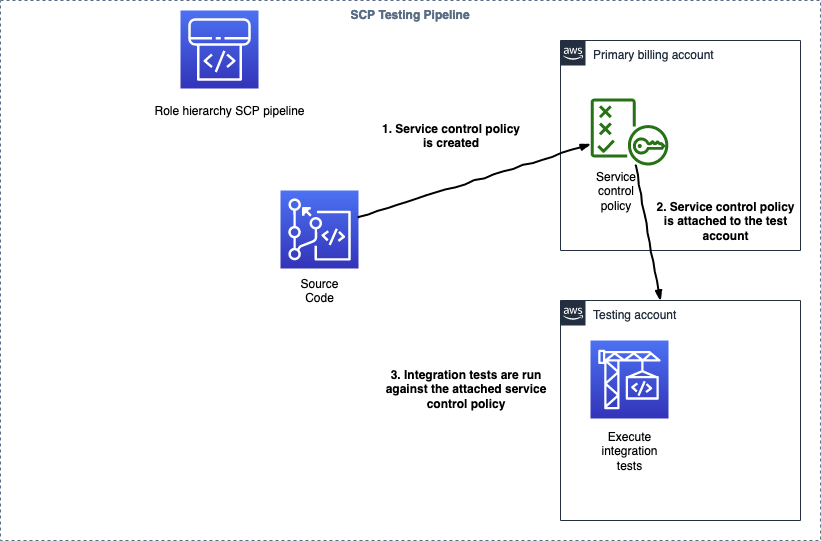 SCP Testing Pipeline
aws
Primary billing account
Role hierarchy SCP pipeline
1. Service control policy
is created
Service
control
policy
2. Service control policy
is attached to the test
account
Source
Code
aws
Testing account
3. Integration tests are run
against the attached service
control policy
Execute
integration
tests